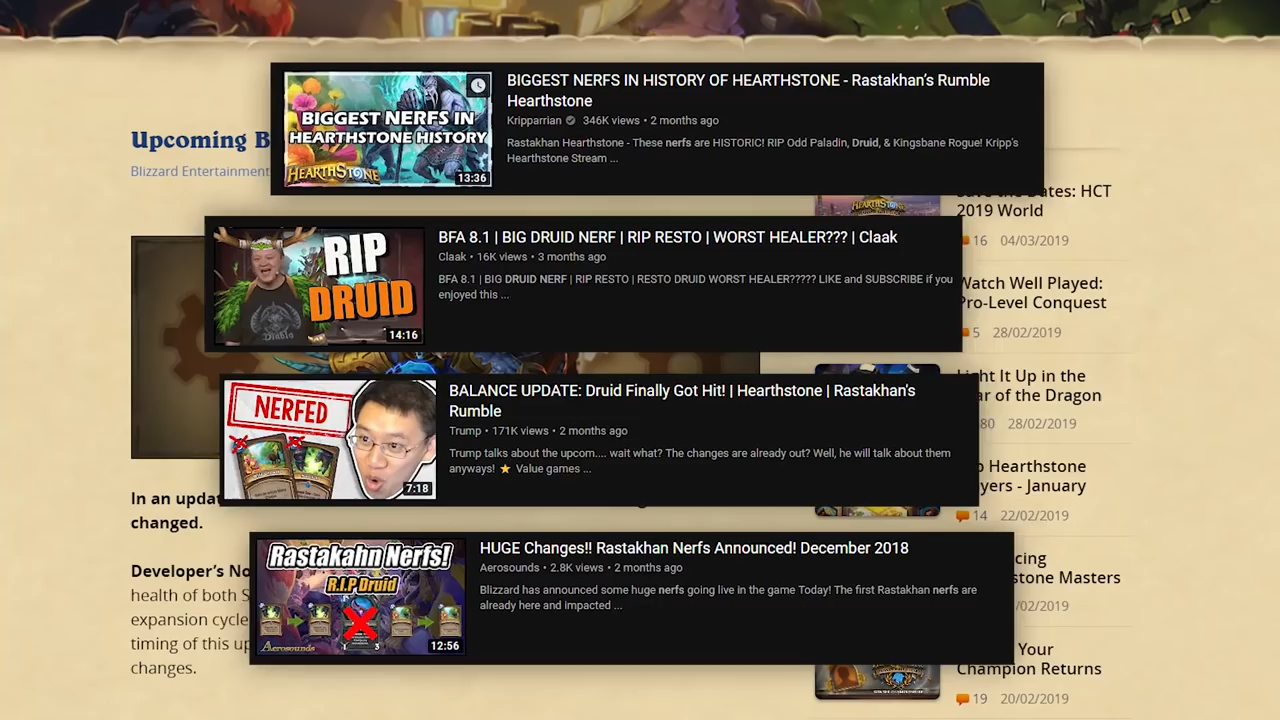 BIGGEST NERFS IN
HEARTHSTONE HISTORY
HEARTHSTONE
13:36
BIGGEST NERFS IN HISTORY OF HEARTHSTONE - Rastakhan's Rumble
Hearthstone
Kripparrian 346K views • 2 months ago
Rastakhan Hearthstone - These nerfs are HISTORIC! RIP Odd Paladin, Druid, & Kingsbane Rogue! Kripp's
Hearthstone Stream ...
Upcoming B
Blizzard Entertainment
RIP
DRUID
Diablo
14:16
BFA 8.1 | BIG DRUID NERF | RIP RESTO | WORST HEALER??? | Claak
Claak • 16K views • 3 months ago
BFA 8.1 | BIG DRUID NERF | RIP RESTO | RESTO DRUID WORST HEALER????? LIKE and SUBSCRIBE if you
enjoyed this ...
NERFED
7:18
BALANCE UPDATE: Druid Finally Got Hit! | Hearthstone | Rastakhan's
Rumble
Trump • 171K views • 2 months ago
Trump talks about the upcom.... wait what? The changes are already out? Well, he will talk about them
anyways! ⭐ Value games ...
In an updat
changed.
Rastakahn Nerfs!
R.I.P Druid
1 3
Aerosounds
12:56
HUGE Changes!! Rastakhan Nerfs Announced! December 2018
Aerosounds • 2.8K views • 2 months ago
Blizzard has announced some huge nerfs going live in the game Today! The first Rastakhan nerfs are
already here and impacted ...
Developer's No
health of both S
expansion cycle
timing of this up
changes.
HEARTHSTONE
ates: HCT
2019 World
16 04/03/2019
Watch Well Played:
Pro-Level Conquest
5 28/02/2019
Light It Up in the
ar of the Dragon
80 28/02/2019
Hearthstone
yers - January
14 22/02/2019
cing
stone Masters
/02/2019
Your
Champion Returns
19 20/02/2019